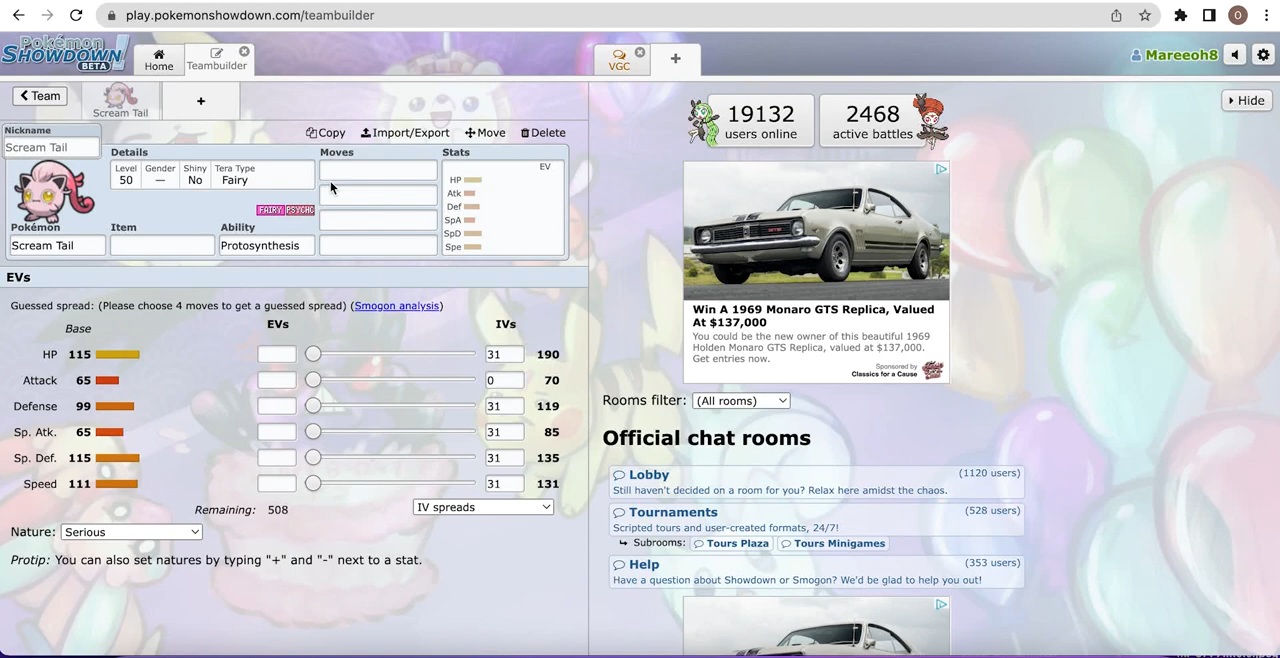 play.pokemonshowdown.com/teambuilder
O
Pokémon
SHOWDOWN!
BETA
Home
Teambuilder
VGC
+
Mareeoh8
Team
Scream Tail
+
Hide
Nickname
Scream Tail
Copy
Import/Export
Move
Delete
Details
Moves
Stats
Level
50
Gender
—
Shiny
No
Tera Type
Fairy
EV
HP
Atk
Def
SpA
SpD
Spe
FAIRY PSYCHC
Pokémon
Scream Tail
Item
Ability
Protosynthesis
19132
users online
2468
active battles
EVs
Guessed spread: (Please choose 4 moves to get a guessed spread) (Smogon analysis)
Base
EVs
IVs
HP 115 31 190
Attack 65 0 70
Defense 99 31 119
Sp. Atk. 65 31 85
Sp. Def. 115 31 135
Speed 111 31 131
Remaining: 508
IV spreads
Nature: Serious
Protip: You can also set natures by typing "+" and "-" next to a stat.
Win A 1969 Monaro GTS Replica, Valued
At $137,000
You could be the new owner of this beautiful 1969
Holden Monaro GTS Replica, valued at $137,000.
Get entries now.
Sponsored by
Classics for a Cause
Rooms filter: (All rooms)
Official chat rooms
Lobby (1120 users)
Still haven't decided on a room for you? Relax here amidst the chaos.
Tournaments (528 users)
Scripted tours and user-created formats, 24/7!
Subrooms: Tours Plaza Tours Minigames
Help (353 users)
Have a question about Showdown or Smogon? We'd be glad to help you out!